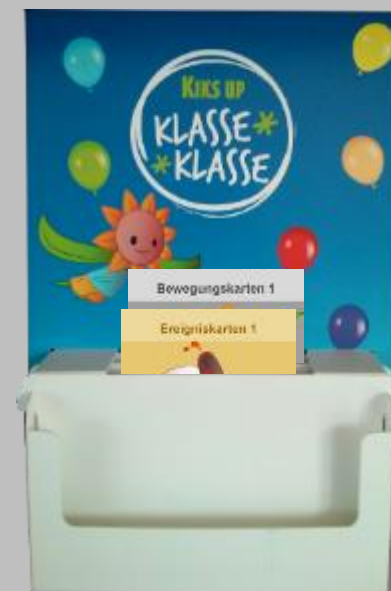 KIKS UP
KLASSE
KLASSE
Bewegungskarten 1
Ereigniskarten 1